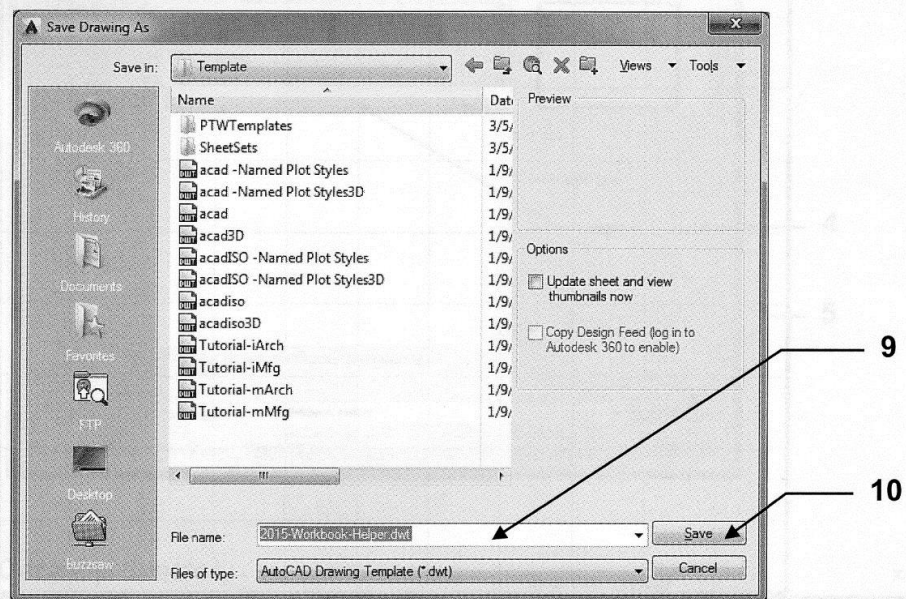 Save Drawing As
Save in: Template Views Tools
Autodesk 360
History
Documents
Favorites
FTP
Desktop
Buzzsaw
Name Date
PTWTemplates 3/5/
SheetSets 3/5/
acad -Named Plot Styles 1/9/
acad -Named Plot Styles3D 1/9/
acad 1/9/
acad3D 1/9/
acadISO -Named Plot Styles 1/9/
acadISO -Named Plot Styles3D 1/9/
acadiso 1/9/
acadiso3D 1/9/
Tutorial-iArch 1/9/
Tutorial-iMfg 1/9/
Tutorial-mArch 1/9/
Tutorial-mMfg 1/9/
Preview
Options
Update sheet and view
thumbnails now
Copy Design Feed (log in to
Autodesk 360 to enable)
9
10
File name: 2015-Workbook-Helper.dwt Save
Files of type: AutoCAD Drawing Template (*.dwt) Cancel